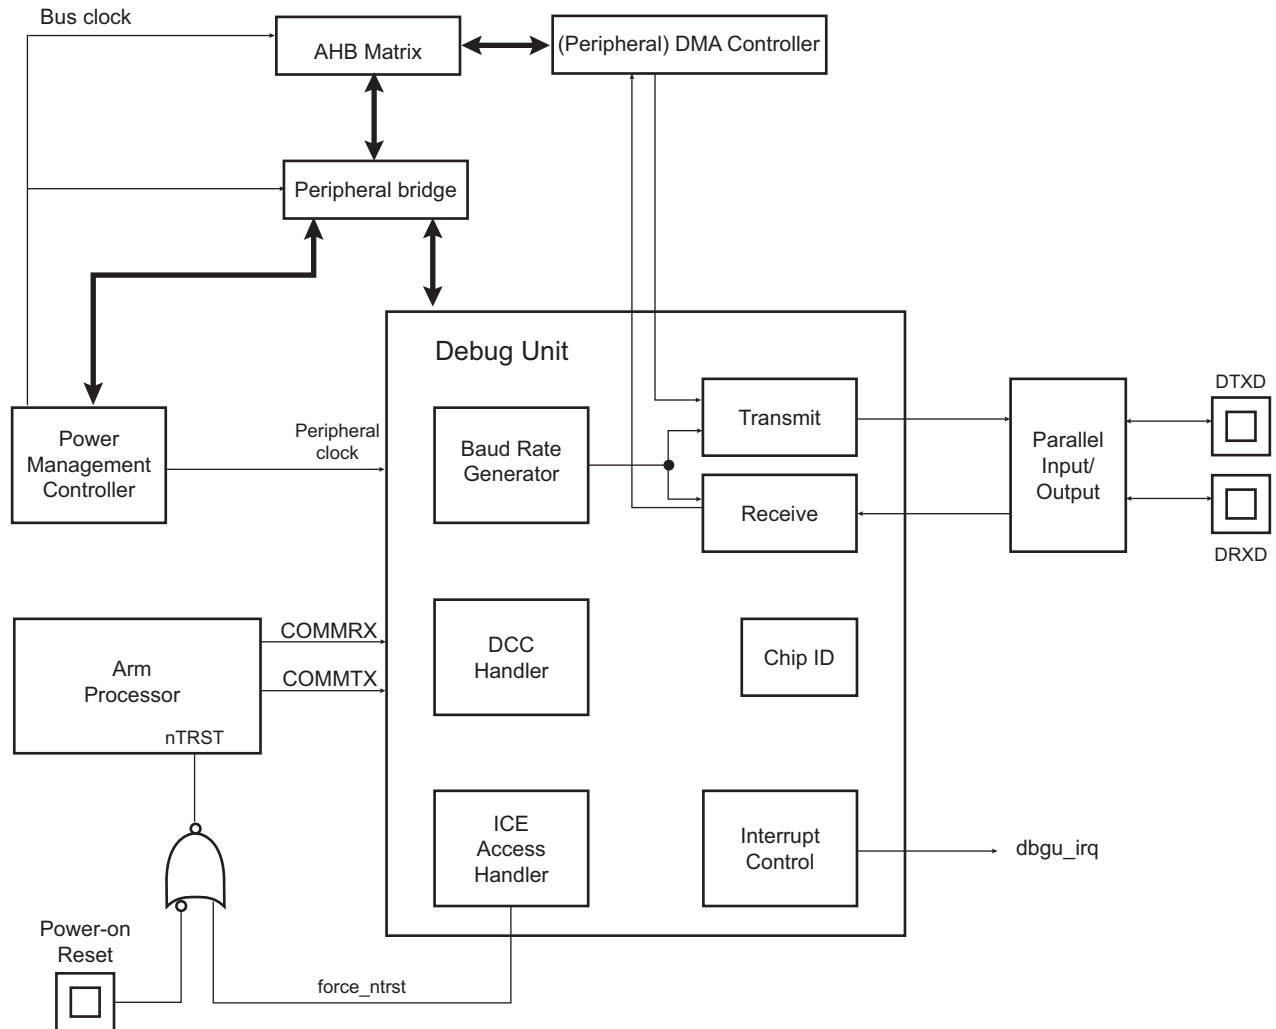 Bus clock
AHB Matrix
(Peripheral) DMA Controller
Peripheral bridge
Debug Unit
Power
Management
Controller
Peripheral
clock
Baud Rate
Generator
Transmit
Receive
Parallel
Input/
Output
DTXD
DRXD
Arm
Processor
nTRST
COMMRX
COMMTX
DCC
Handler
Chip ID
ICE
Access
Handler
Interrupt
Control
dbgu_irq
Power-on
Reset
force_ntrst